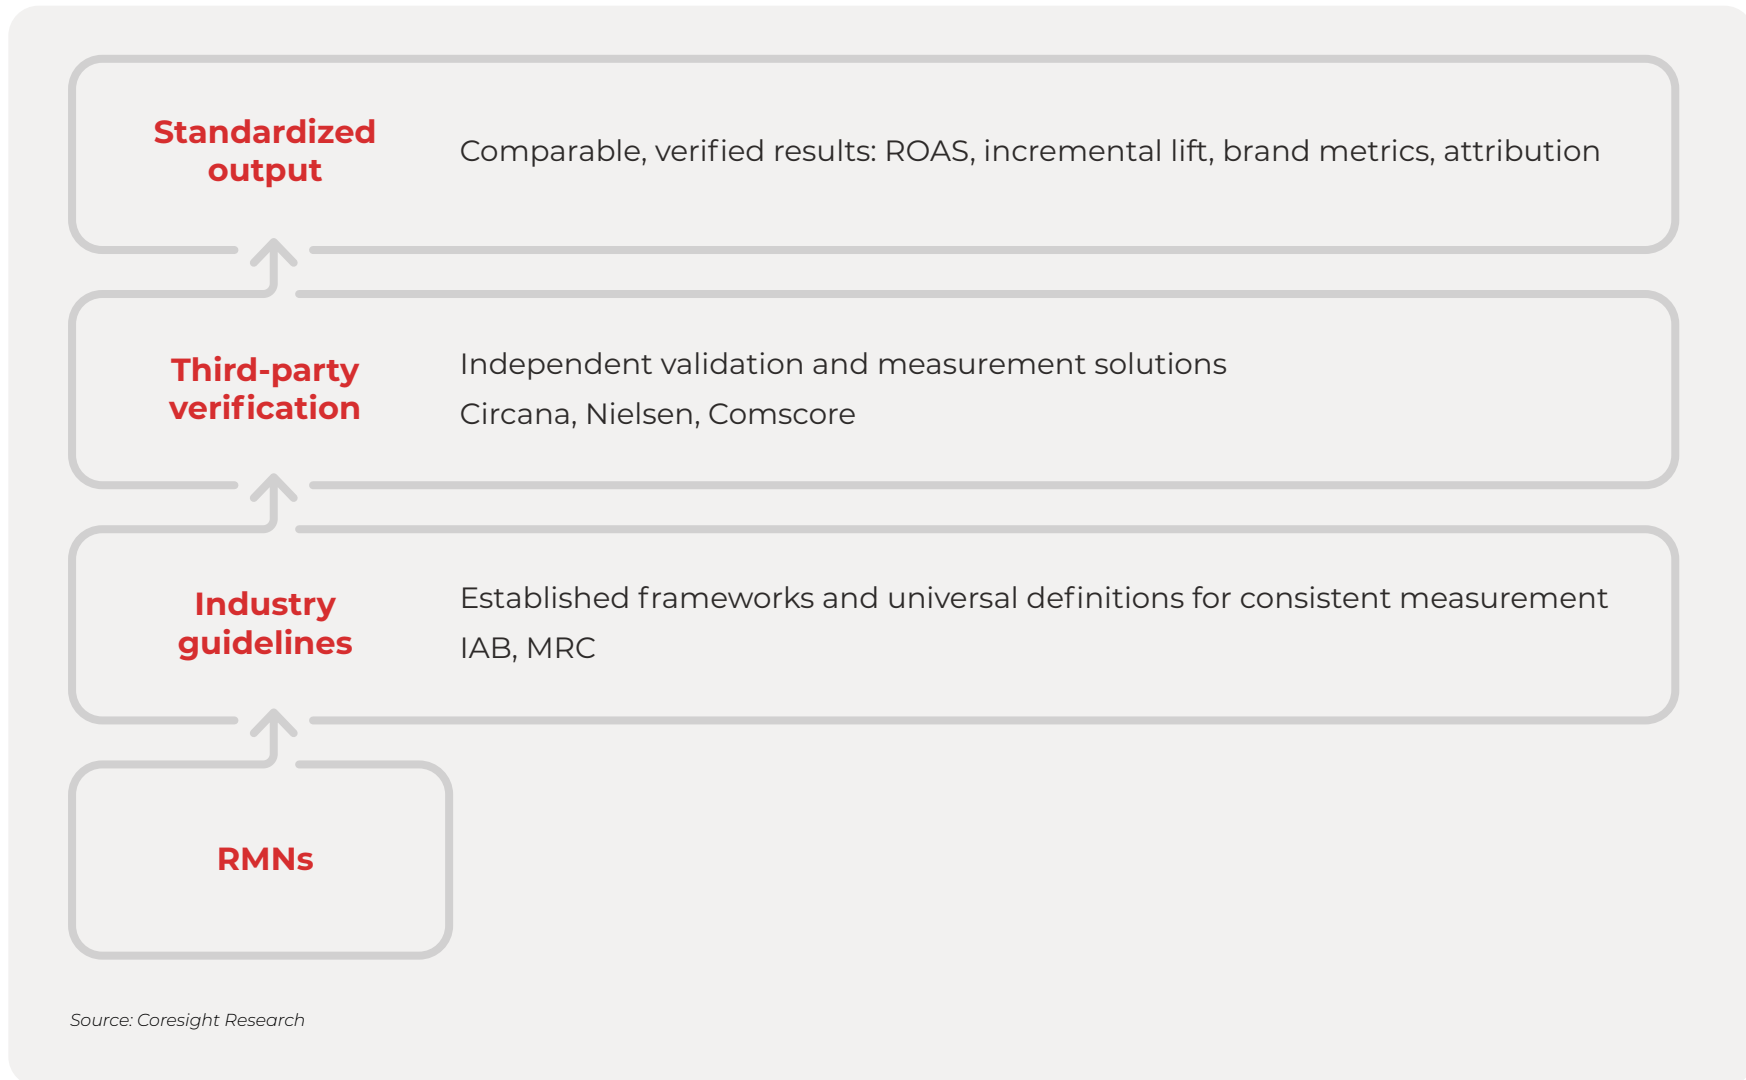 Standardized
output
Comparable, verified results: ROAS, incremental lift, brand metrics, attribution
Third-party
verification
Independent validation and measurement solutions
Circana, Nielsen, Comscore
Industry
guidelines
Established frameworks and universal definitions for consistent measurement
IAB, MRC
RMNs
Source: Coresight Research